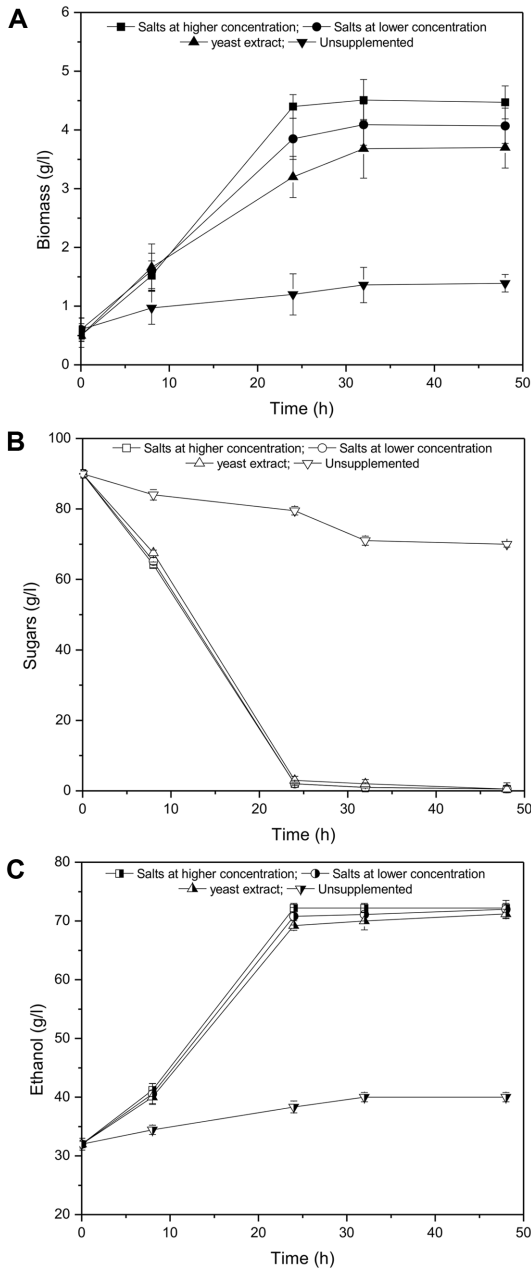 A
6
Salts at higher concentration; Salts at lower concentration
yeast extract; Unsupplemented
5
4
3
2
1
0
Biomass (g/l)
0 10 20 30 40 50
Time (h)
B
100
Salts at higher concentration; Salts at lower concentration
yeast extract; Unsupplemented
80
60
40
20
0
Sugars (g/l)
0 10 20 30 40 50
Time (h)
C
80
Salts at higher concentration; Salts at lower concentration
yeast extract; Unsupplemented
70
60
50
40
30
20
Ethanol (g/l)
0 10 20 30 40 50
Time (h)